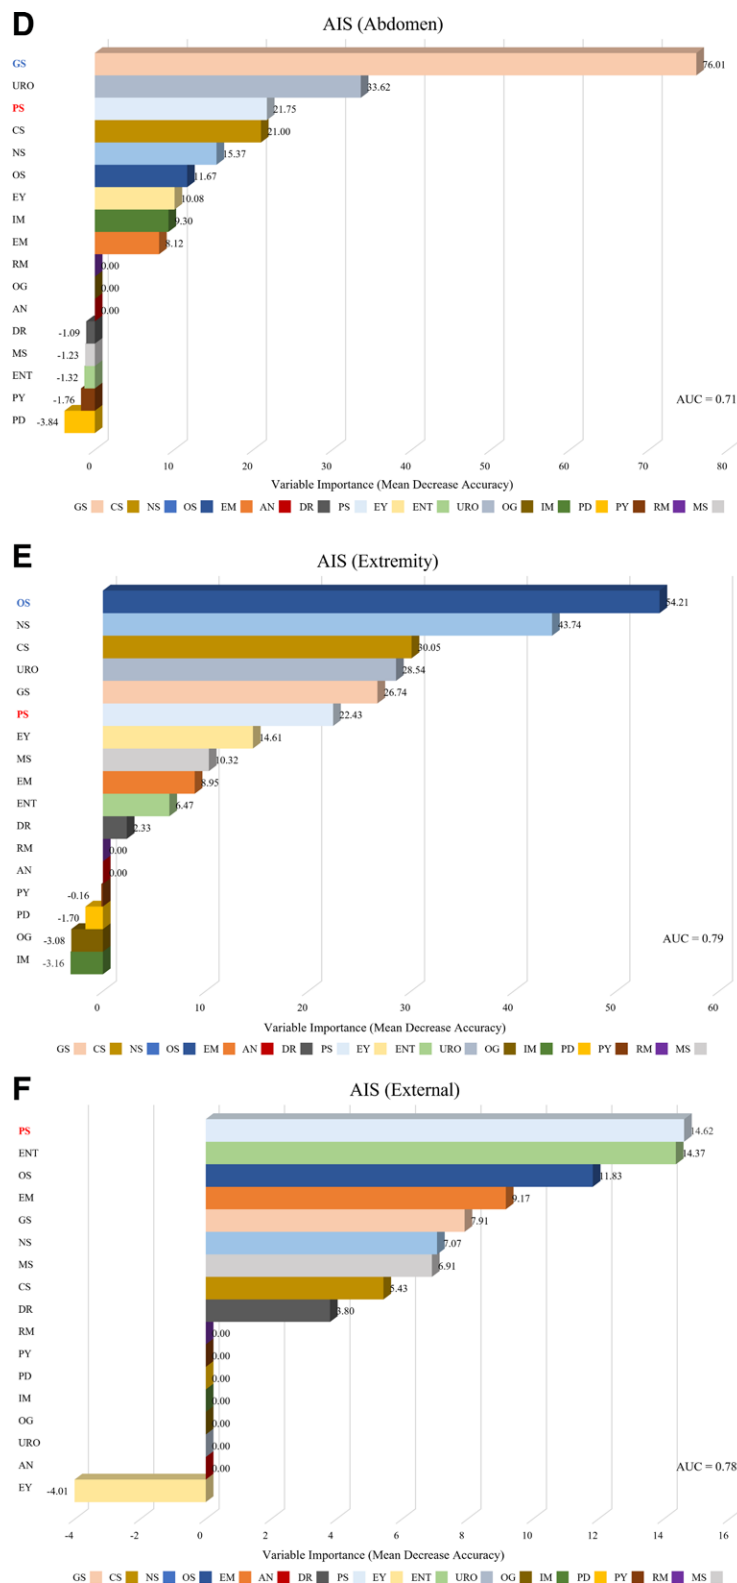 D
AIS (Abdomen)
GS 76.01
URO 33.62
PS 21.75
CS 21.00
NS 15.37
OS 11.67
EY 10.08
IM 9.30
EM 8.12
RM 0.00
OG 0.00
AN 0.00
DR -1.09
MS -1.23
ENT -1.32
PY -1.76
AUC = 0.71
PD -3.84
0 10 20 30 40 50 60 70 80
Variable Importance (Mean Decrease Accuracy)
GS CS NS OS EM AN DR PS EY ENT URO OG IM PD PY RM MS
E
AIS (Extremity)
OS 54.21
NS 43.74
CS 30.05
URO 28.54
GS 26.74
PS 22.43
EY 14.61
MS 10.32
EM 8.95
ENT 6.47
DR 2.33
RM 0.00
AN 0.00
PY -0.16
PD -1.70
OG -3.08
AUC = 0.79
IM -3.16
0 10 20 30 40 50 60
Variable Importance (Mean Decrease Accuracy)
GS CS NS OS EM AN DR PS EY ENT URO OG IM PD PY RM MS
F
AIS (External)
PS 14.62
ENT 14.37
OS 11.83
EM 9.17
GS 7.91
NS 7.07
MS 6.91
CS 5.43
DR 3.80
RM 0.00
PY 0.00
PD 0.00
IM 0.00
OG 0.00
URO 0.00
AN 0.00
AUC = 0.78
EY -4.01
-4 -2 0 2 4 6 8 10 12 14 16
Variable Importance (Mean Decrease Accuracy)
GS CS NS OS EM AN DR PS EY ENT URO OG IM PD PY RM MS